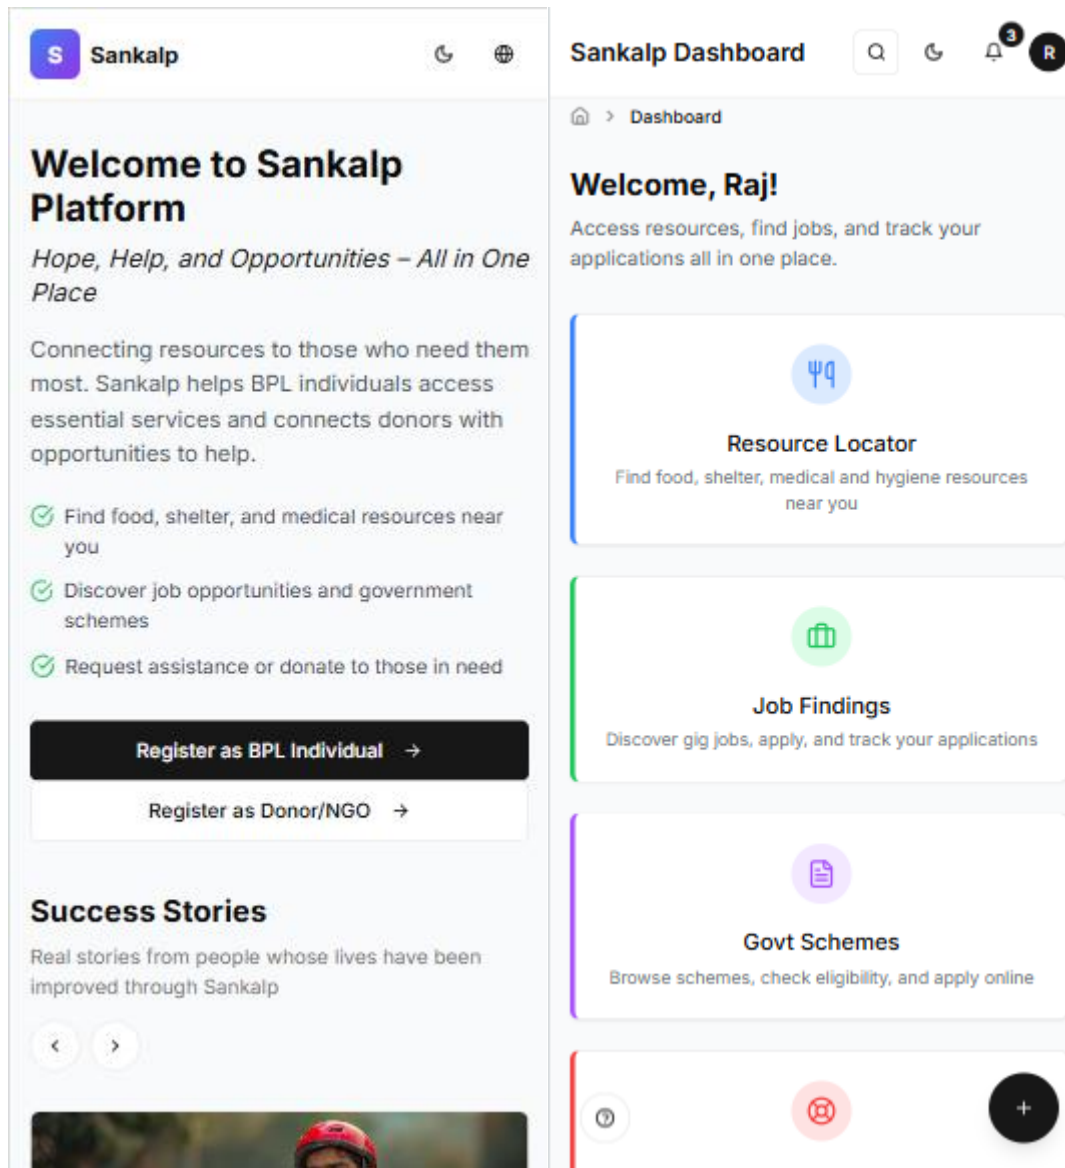 S Sankalp
Welcome to Sankalp
Platform
Hope, Help, and Opportunities – All in One
Place
Connecting resources to those who need them
most. Sankalp helps BPL individuals access
essential services and connects donors with
opportunities to help.
Find food, shelter, and medical resources near
you
Discover job opportunities and government
schemes
Request assistance or donate to those in need
Register as BPL Individual →
Register as Donor/NGO →
Success Stories
Real stories from people whose lives have been
improved through Sankalp
Sankalp Dashboard 3 R
Dashboard
Welcome, Raj!
Access resources, find jobs, and track your
applications all in one place.
Resource Locator
Find food, shelter, medical and hygiene resources
near you
Job Findings
Discover gig jobs, apply, and track your applications
Govt Schemes
Browse schemes, check eligibility, and apply online